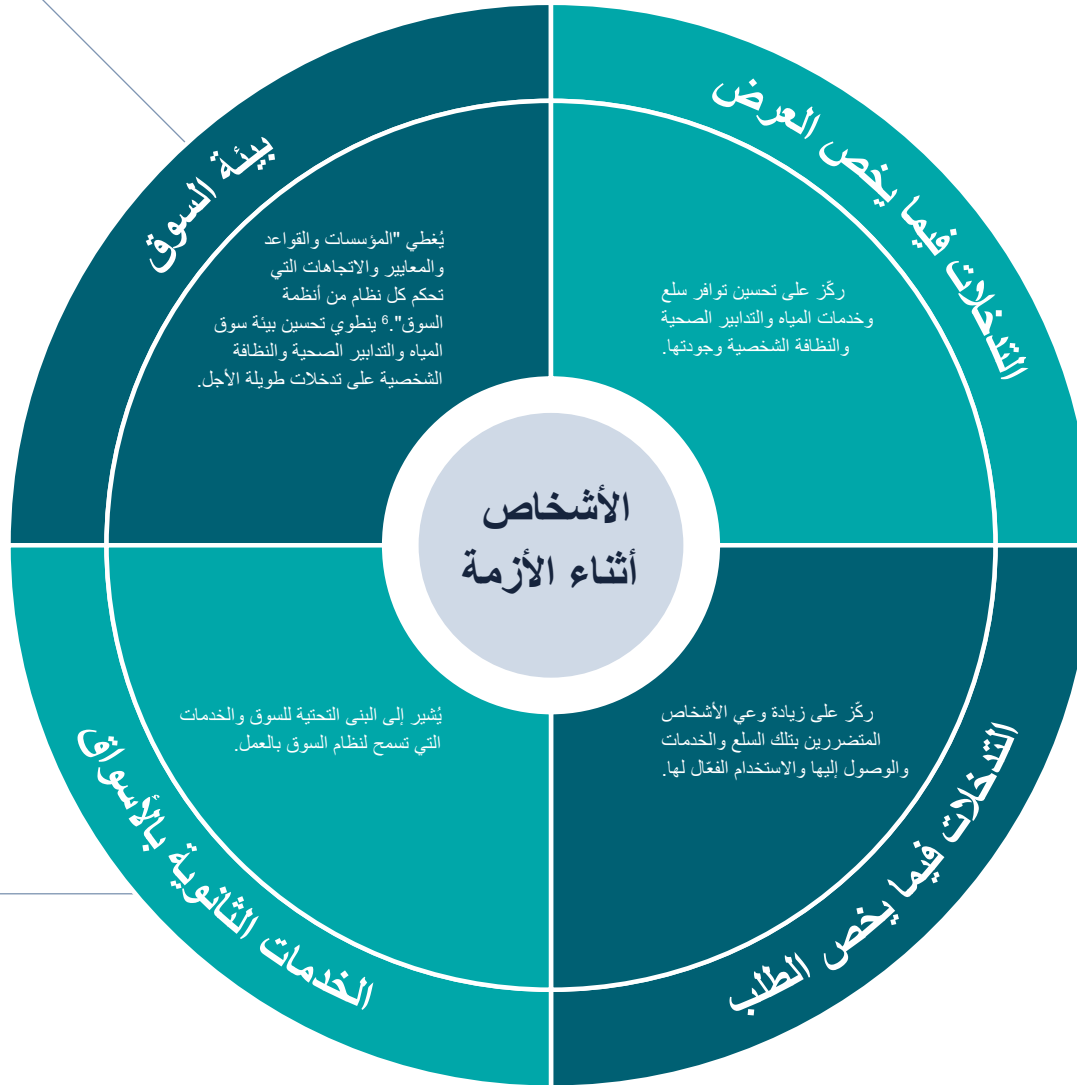 التدخلات فيما يخص العرض
ركّز على تحسين توافر سلع
وخدمات المياه والتدابير الصحية
والنظافة الشخصية وجودتها.
بيئة السوق
يُغطي "المؤسسات والقواعد
والمعايير والاتجاهات التي
تحكم كل نظام من أنظمة
السوق".6 ينطوي تحسين بيئة سوق
المياه والتدابير الصحية والنظافة
الشخصية على تدخلات طويلة الأجل.
الأشخاص
أثناء الأزمة
التدخلات فيما يخص الطلب
ركّز على زيادة وعي الأشخاص
المتضررين بتلك السلع والخدمات
والوصول إليها والاستخدام الفعّال لها.
الخدمات الثانوية بالأسواق
يُشير إلى البنى التحتية للسوق والخدمات
التي تسمح لنظام السوق بالعمل.